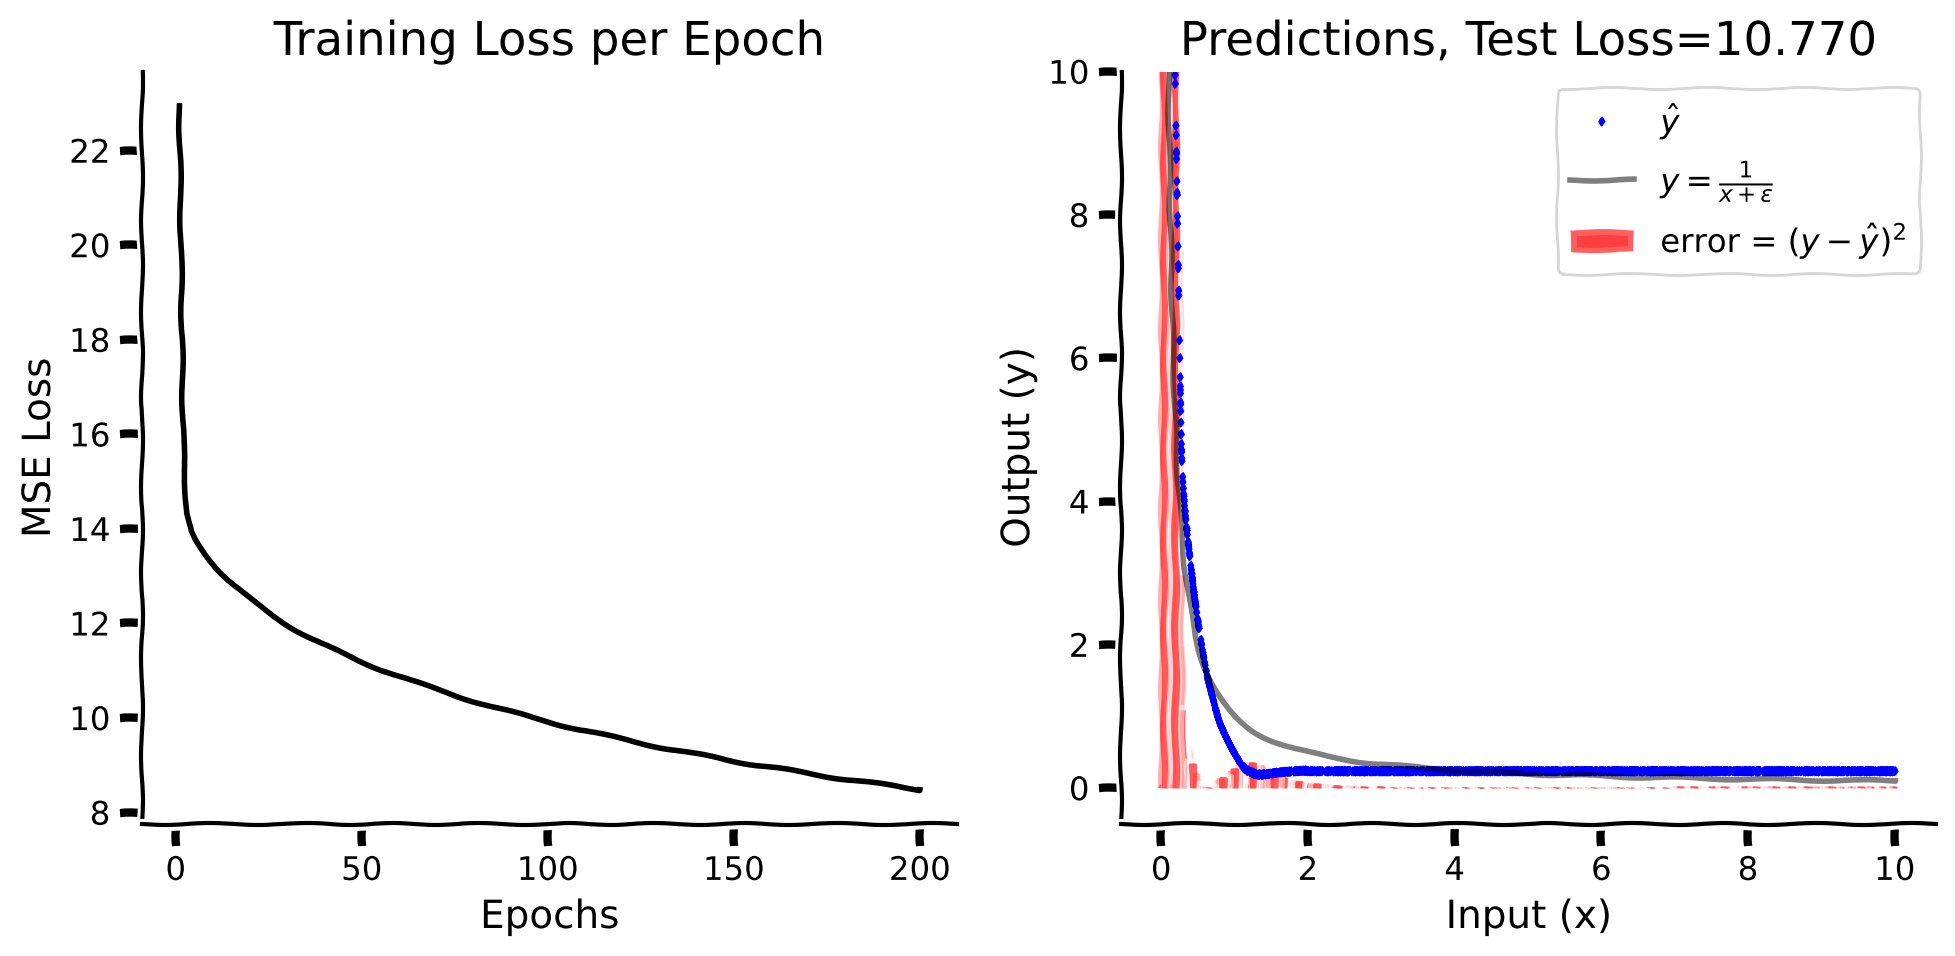 Training Loss per Epoch
MSE Loss
22
20
18
16
14
12
10
8
0 50 100 150 200
Epochs
Predictions, Test Loss=10.770
Output (y)
10
8
6
4
2
0
0 2 4 6 8 10
Input (x)
ŷ
y = 1/(x + ε)
error = (y − ŷ)²